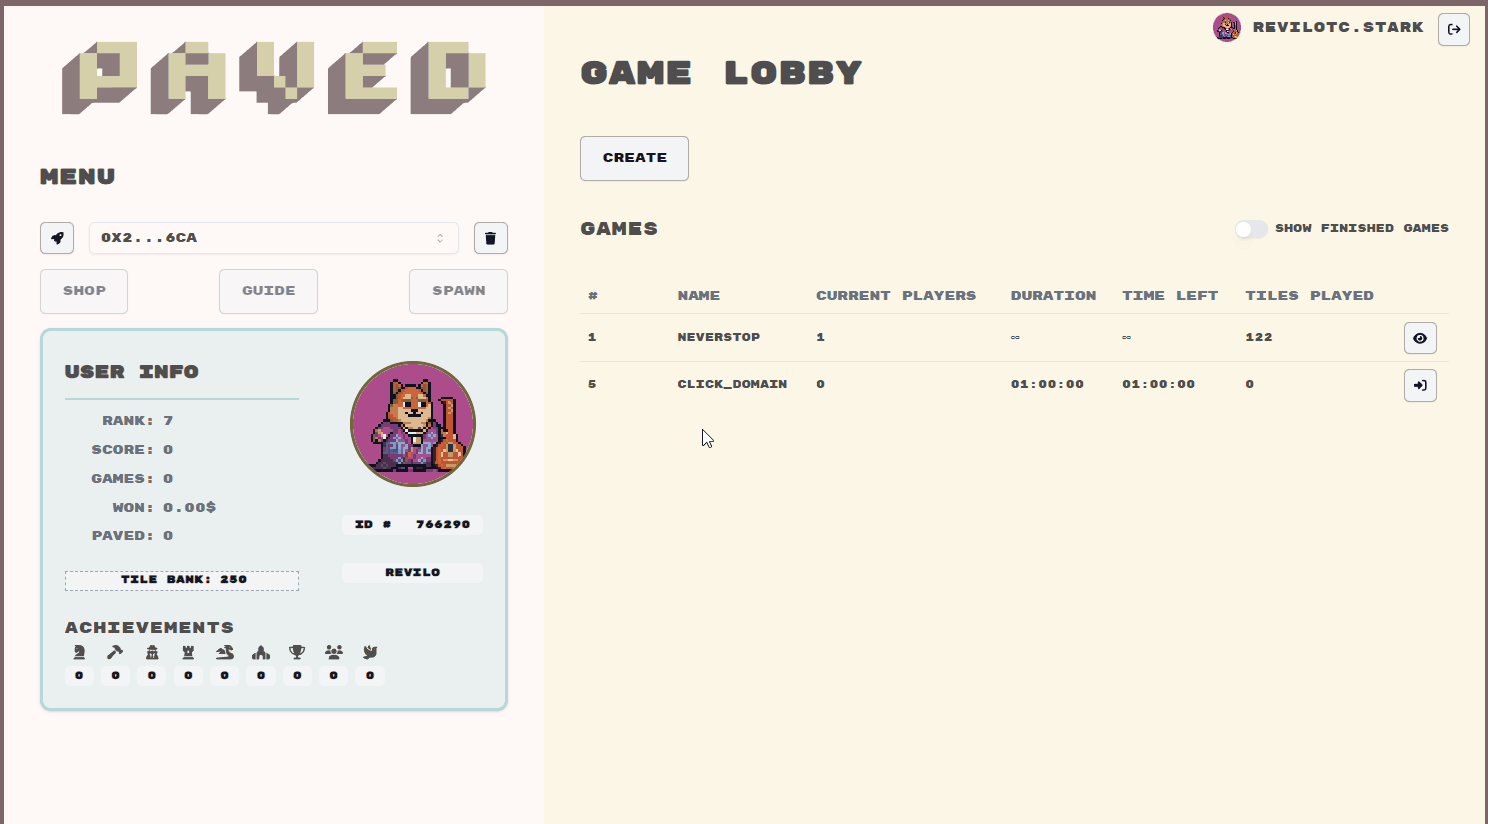 PAVED
MENU
0X2...6CA
SHOP GUIDE SPAWN
USER INFO
RANK: 7
SCORE: 0
GAMES: 0
WON: 0.00$
PAVED: 0
TILE BANK: 250
ID # 766290
REVILO
ACHIEVEMENTS
0 0 0 0 0 0 0 0 0
REVILOTC.STARK
GAME LOBBY
CREATE
GAMES
SHOW FINISHED GAMES
# NAME CURRENT PLAYERS DURATION TIME LEFT TILES PLAYED
1 NEVERSTOP 1 ∞ ∞ 122
5 CLICK_DOMAIN 0 01:00:00 01:00:00 0